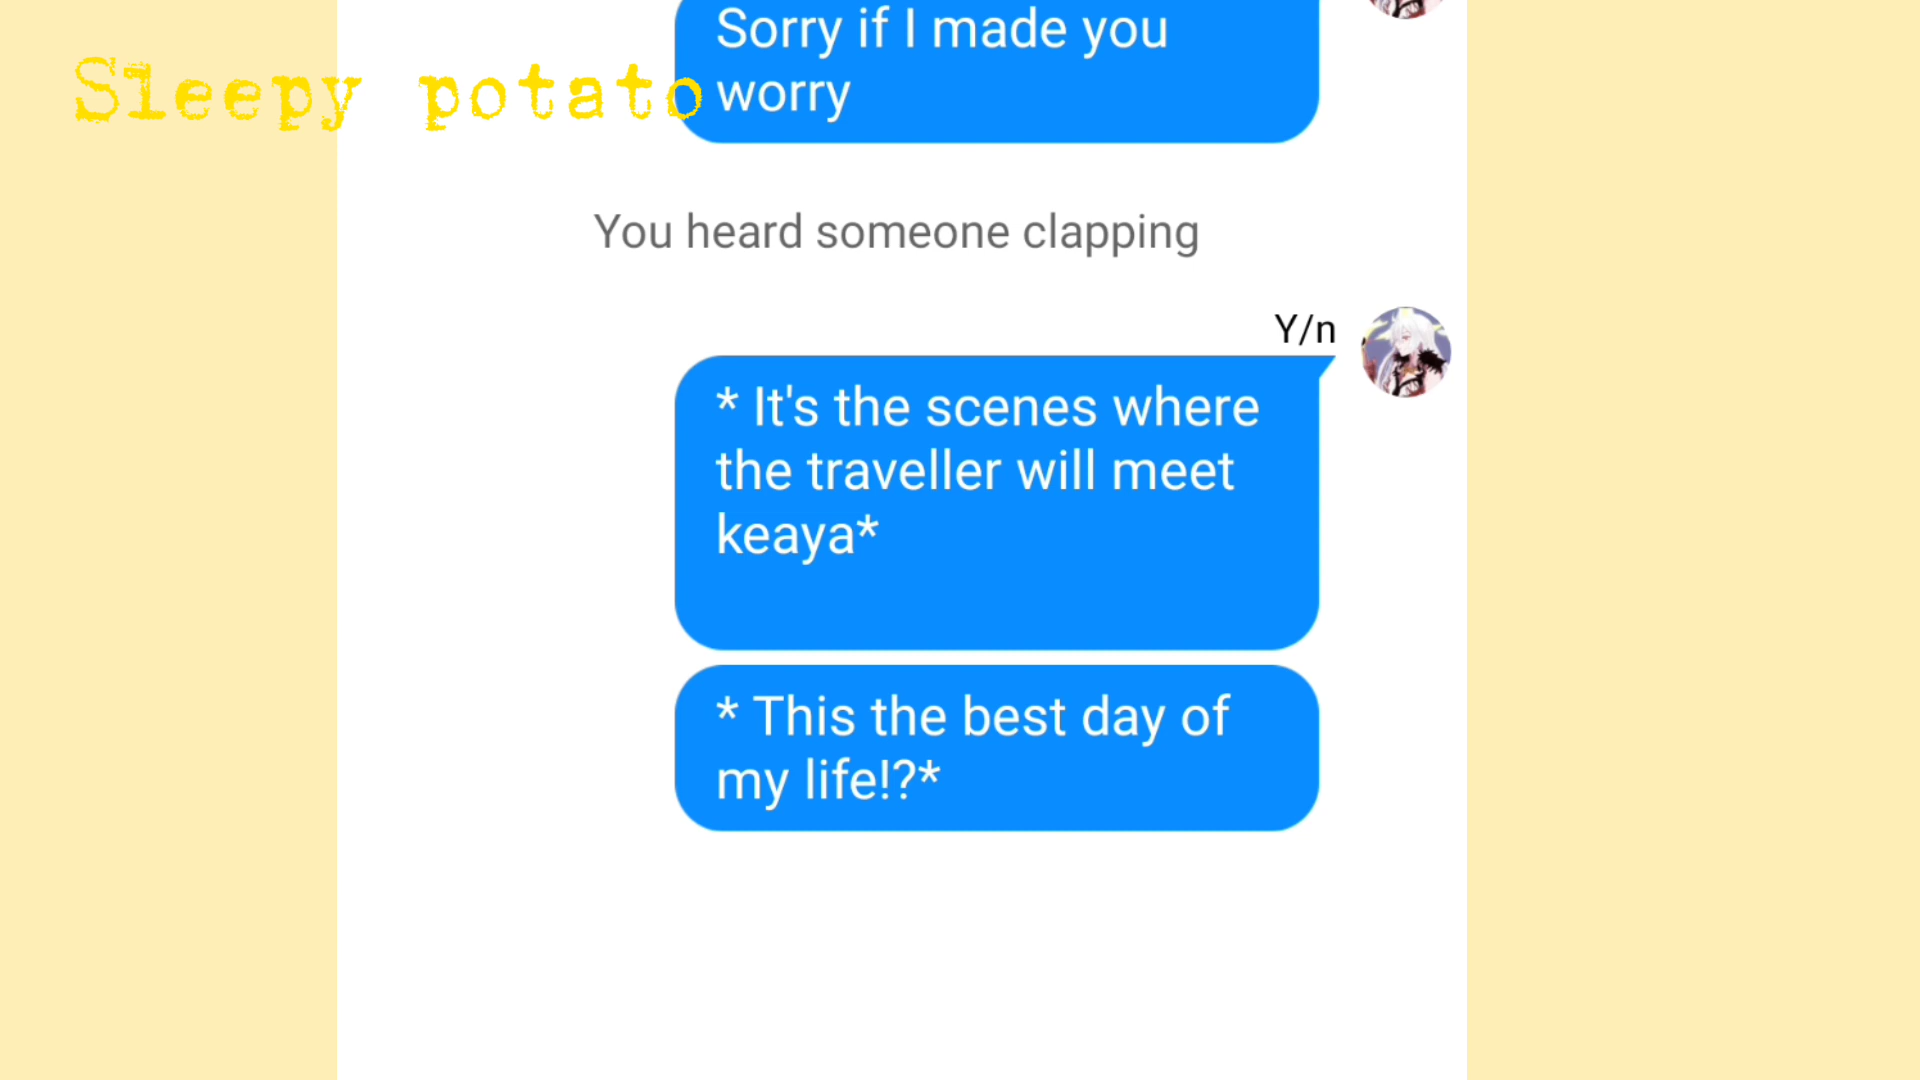 Sleepy potato
Sorry if I made you
worry
You heard someone clapping
Y/n
* It's the scenes where
the traveller will meet
keaya*
* This the best day of
my life!?*